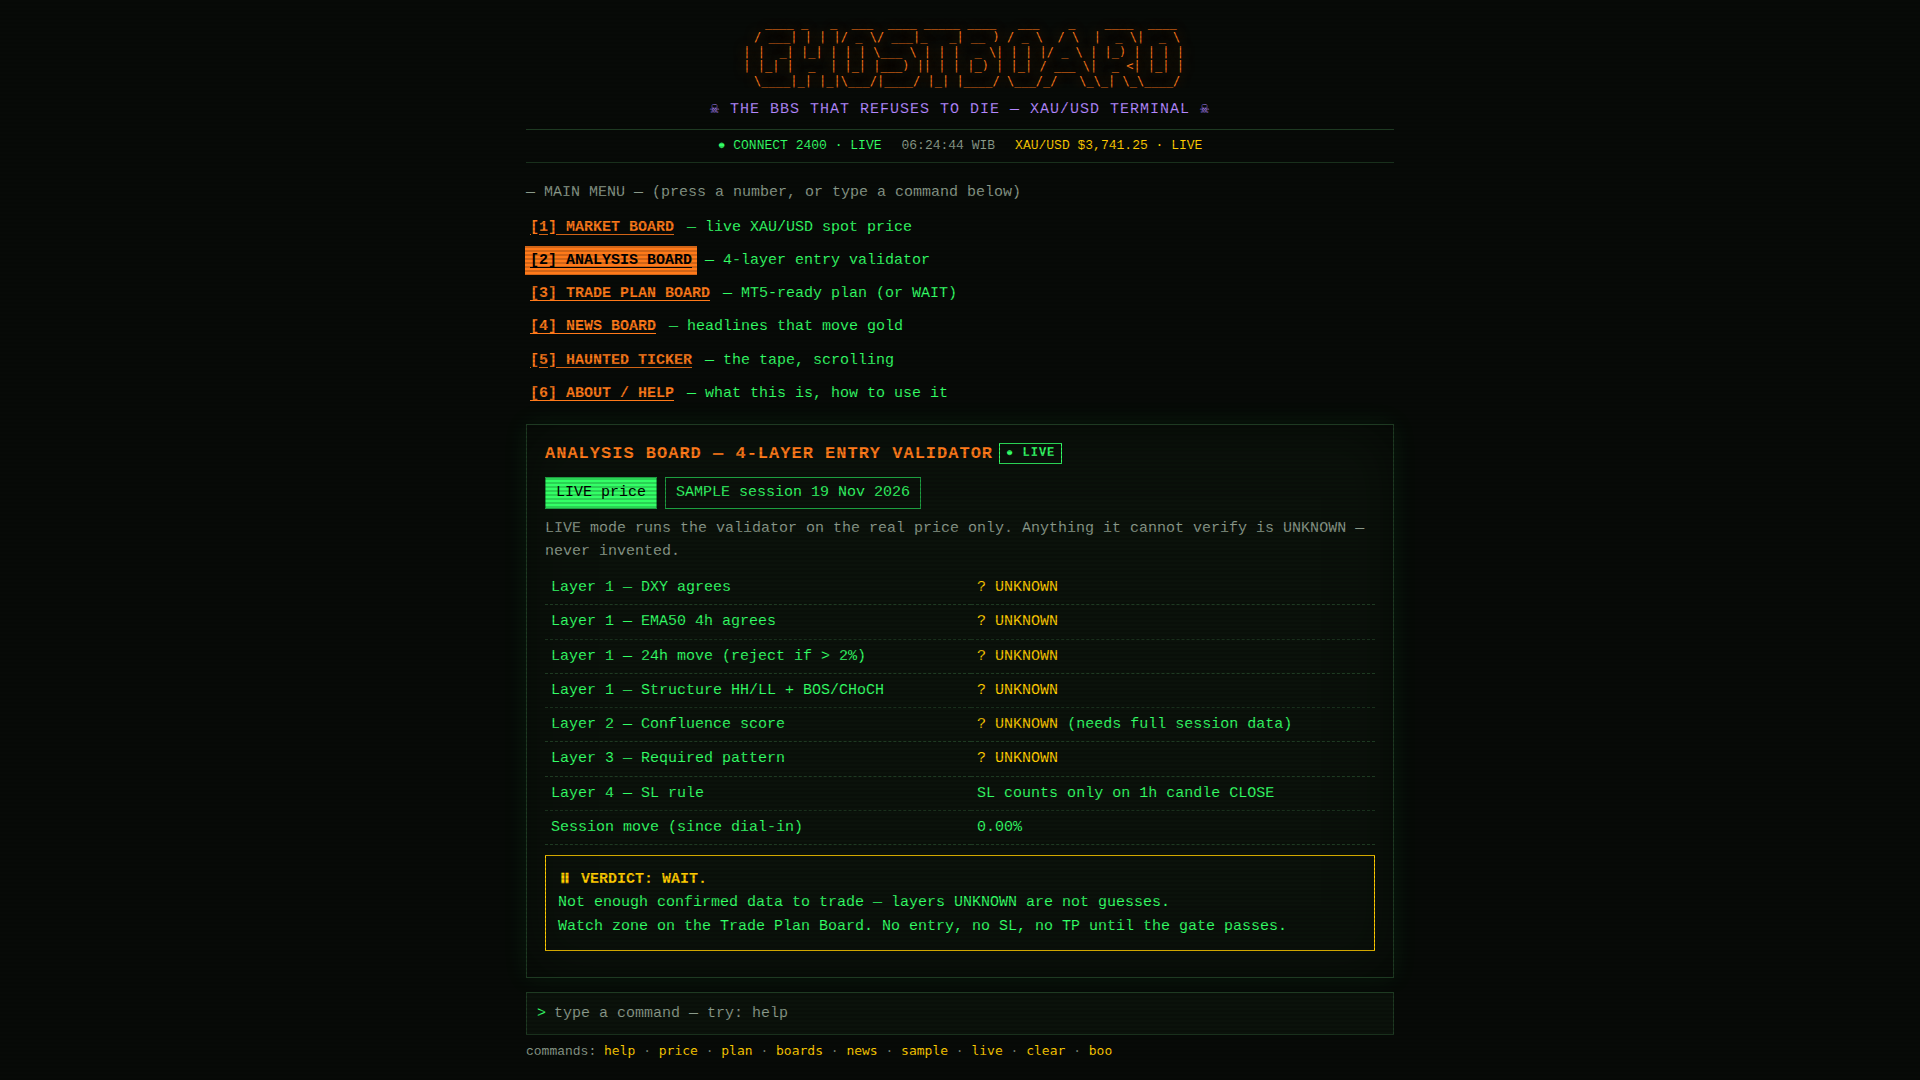 GHOSTBOARD
☠ THE BBS THAT REFUSES TO DIE — XAU/USD TERMINAL ☠
● CONNECT 2400 · LIVE 06:24:44 WIB XAU/USD $3,741.25 · LIVE
— MAIN MENU — (press a number, or type a command below)
[1] MARKET BOARD — live XAU/USD spot price
[2] ANALYSIS BOARD — 4-layer entry validator
[3] TRADE PLAN BOARD — MT5-ready plan (or WAIT)
[4] NEWS BOARD — headlines that move gold
[5] HAUNTED TICKER — the tape, scrolling
[6] ABOUT / HELP — what this is, how to use it
ANALYSIS BOARD — 4-LAYER ENTRY VALIDATOR ● LIVE
LIVE price SAMPLE session 19 Nov 2026
LIVE mode runs the validator on the real price only. Anything it cannot verify is UNKNOWN —
never invented.
Layer 1 — DXY agrees ? UNKNOWN
Layer 1 — EMA50 4h agrees ? UNKNOWN
Layer 1 — 24h move (reject if > 2%) ? UNKNOWN
Layer 1 — Structure HH/LL + BOS/CHoCH ? UNKNOWN
Layer 2 — Confluence score ? UNKNOWN (needs full session data)
Layer 3 — Required pattern ? UNKNOWN
Layer 4 — SL rule SL counts only on 1h candle CLOSE
Session move (since dial-in) 0.00%
⏸ VERDICT: WAIT.
Not enough confirmed data to trade — layers UNKNOWN are not guesses.
Watch zone on the Trade Plan Board. No entry, no SL, no TP until the gate passes.
> type a command — try: help
commands: help · price · plan · boards · news · sample · live · clear · boo